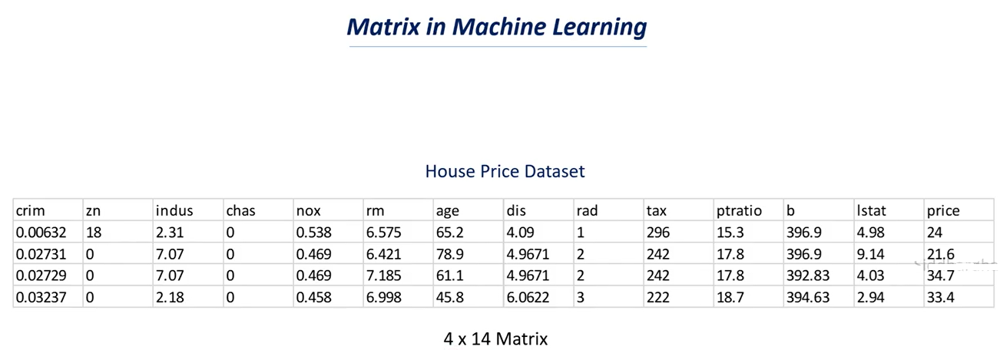 Matrix in Machine Learning
House Price Dataset
crim zn indus chas nox rm age dis rad tax ptratio b lstat price
0.00632 18 2.31 0 0.538 6.575 65.2 4.09 1 296 15.3 396.9 4.98 24
0.02731 0 7.07 0 0.469 6.421 78.9 4.9671 2 242 17.8 396.9 9.14 21.6
0.02729 0 7.07 0 0.469 7.185 61.1 4.9671 2 242 17.8 392.83 4.03 34.7
0.03237 0 2.18 0 0.458 6.998 45.8 6.0622 3 222 18.7 394.63 2.94 33.4
4 x 14 Matrix